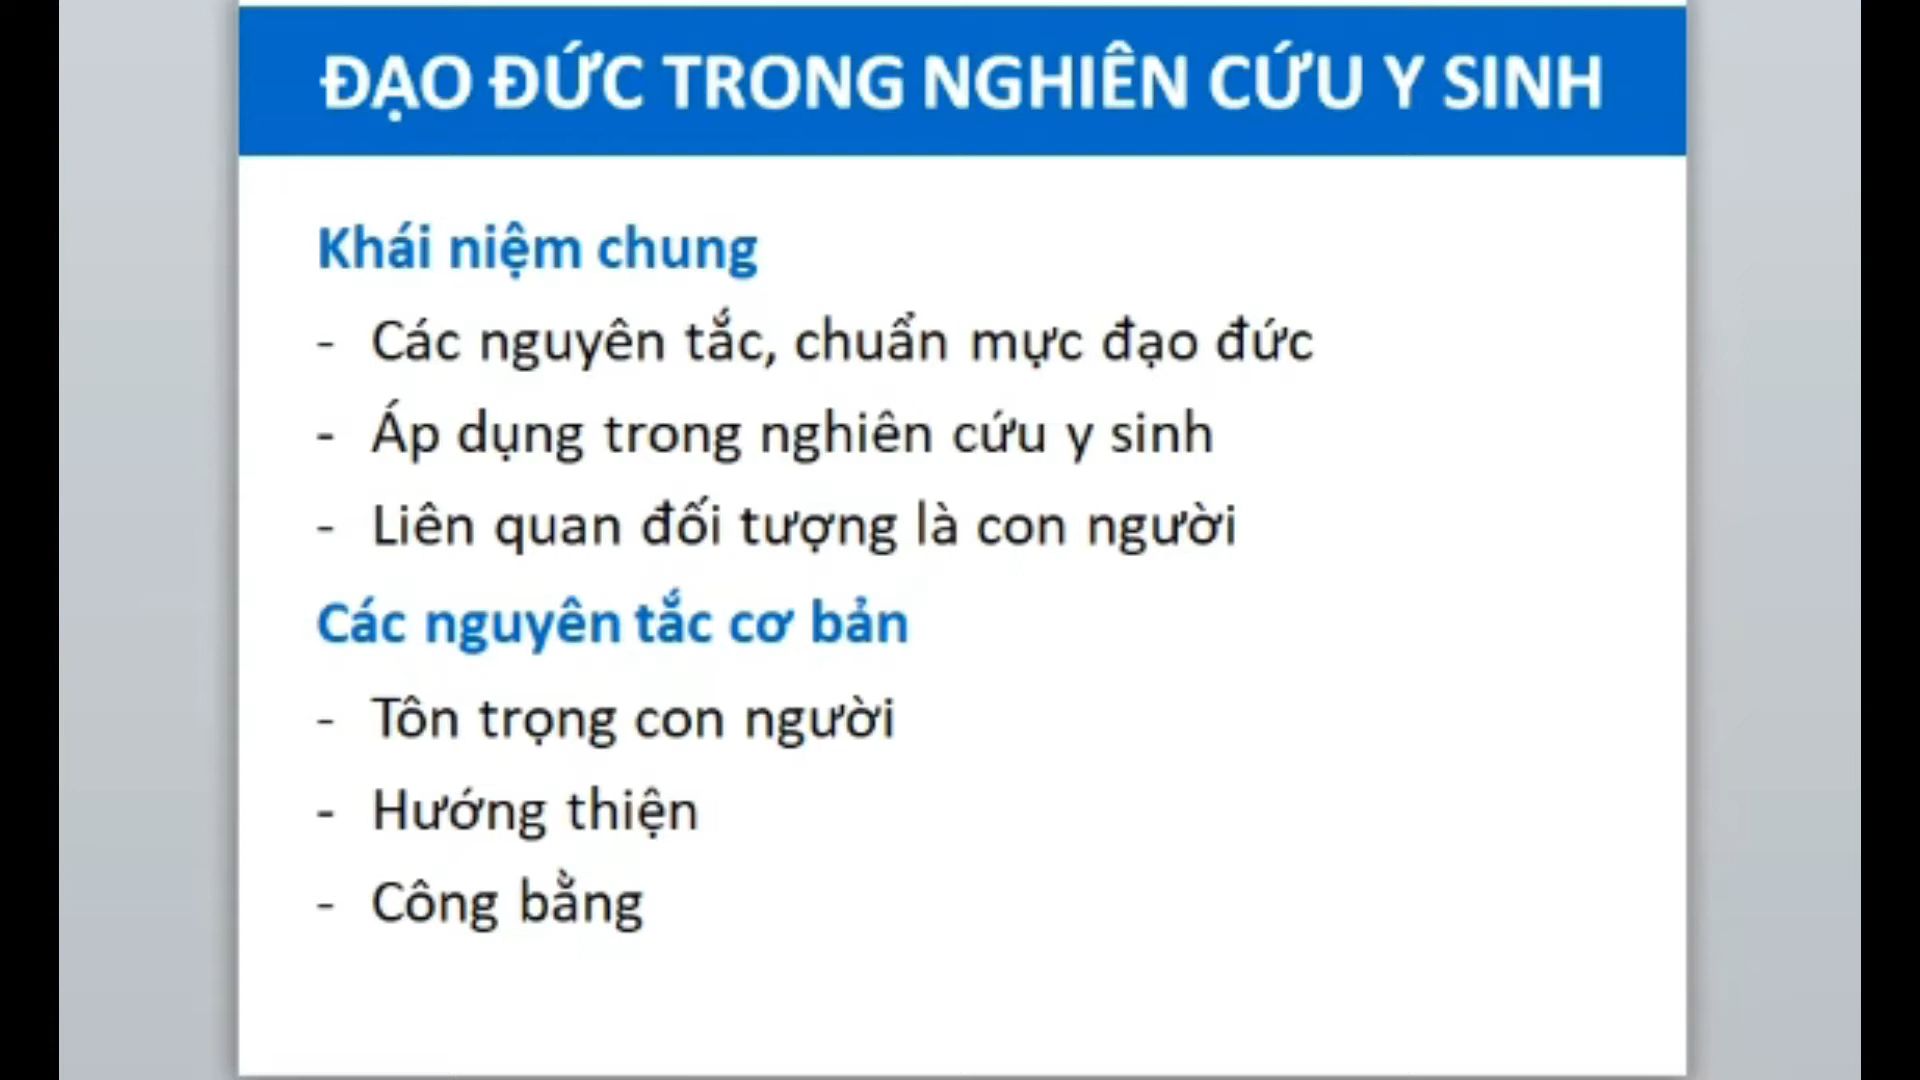 ĐẠO ĐỨC TRONG NGHIÊN CỨU Y SINH
Khái niệm chung
- Các nguyên tắc, chuẩn mực đạo đức
- Áp dụng trong nghiên cứu y sinh
- Liên quan đối tượng là con người
Các nguyên tắc cơ bản
- Tôn trọng con người
- Hướng thiện
- Công bằng